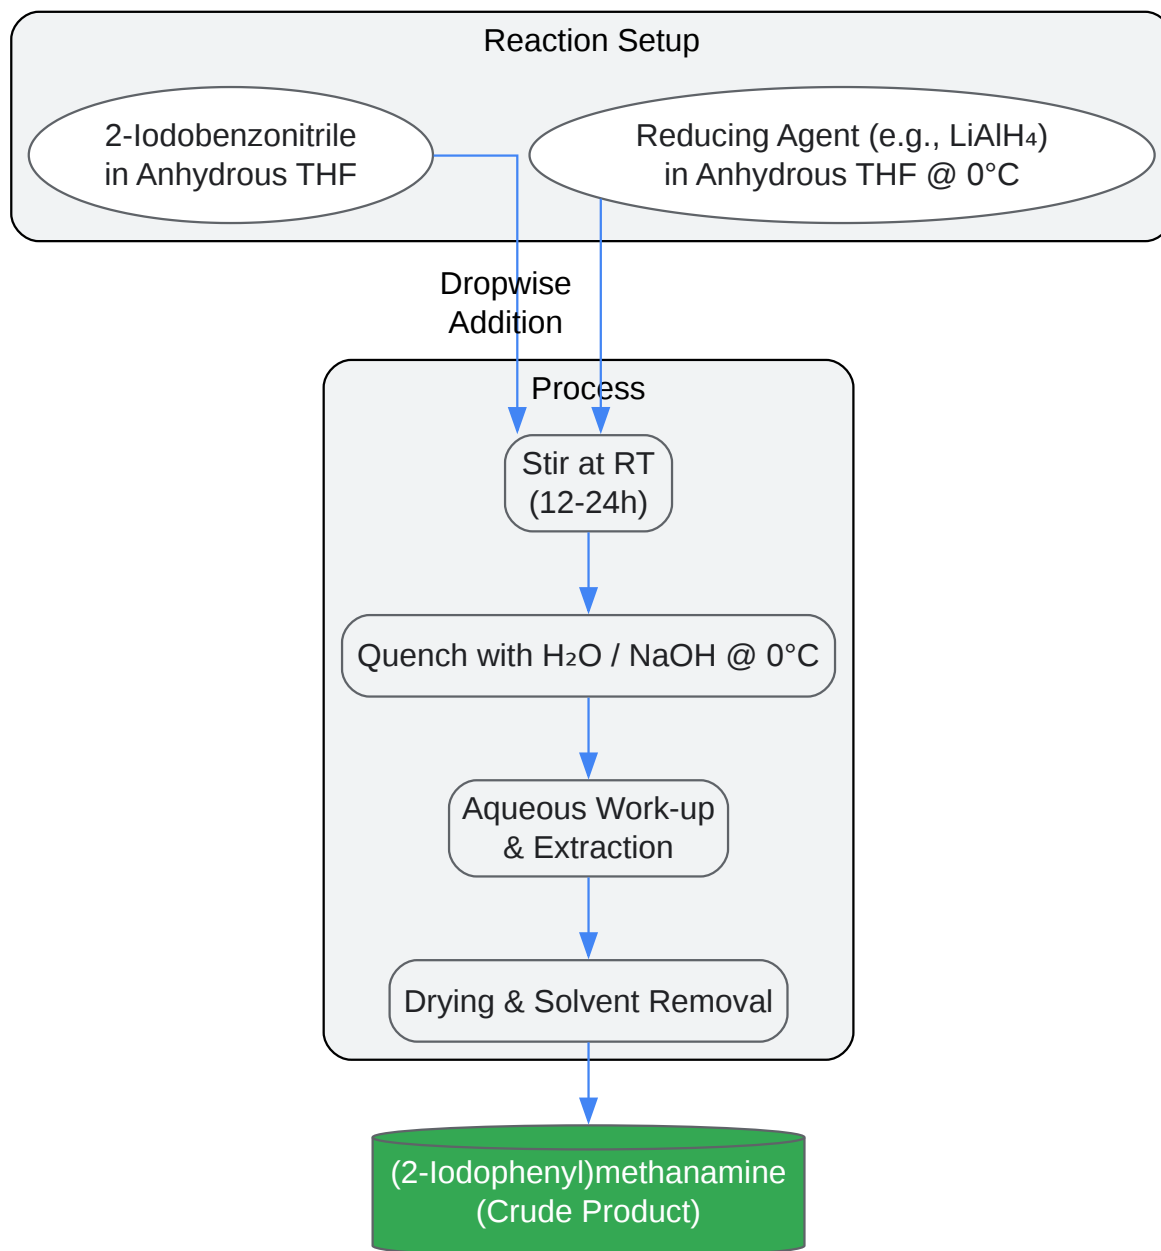 Reaction Setup
2-Iodobenzonitrile
in Anhydrous THF
Reducing Agent (e.g., LiAlH₄)
in Anhydrous THF @ 0°C
Dropwise
Addition
Process
Stir at RT
(12-24h)
Quench with H₂O / NaOH @ 0°C
Aqueous Work-up
& Extraction
Drying & Solvent Removal
(2-Iodophenyl)methanamine
(Crude Product)